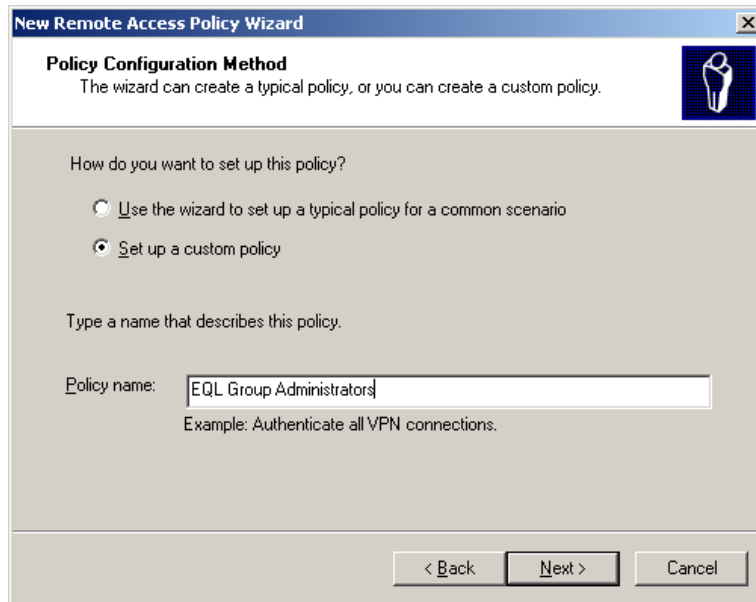 New Remote Access Policy Wizard
Policy Configuration Method
The wizard can create a typical policy, or you can create a custom policy.
How do you want to set up this policy?
Use the wizard to set up a typical policy for a common scenario
Set up a custom policy
Type a name that describes this policy.
Policy name: EQL Group Administrators
Example: Authenticate all VPN connections.
< Back Next > Cancel